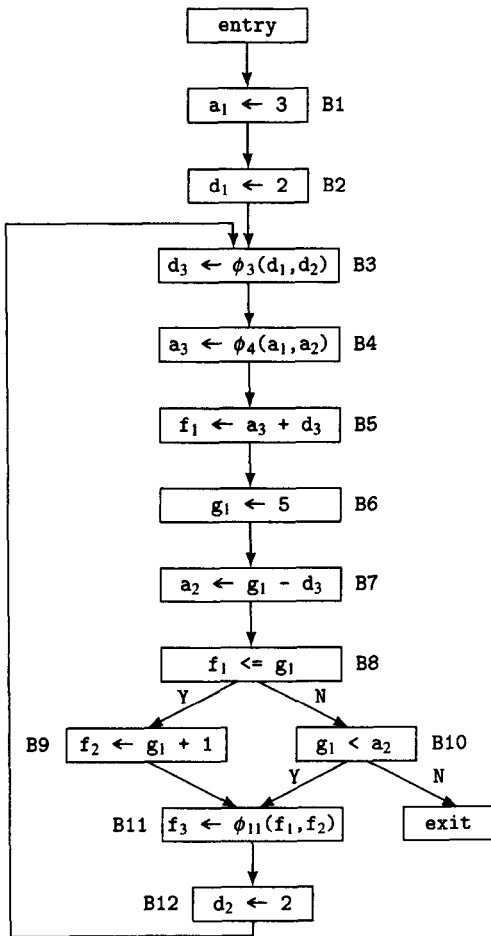 entry
a₁ ← 3 B1
d₁ ← 2 B2
d₃ ← φ₃(d₁,d₂) B3
a₃ ← φ₄(a₁,a₂) B4
f₁ ← a₃ + d₃ B5
g₁ ← 5 B6
a₂ ← g₁ - d₃ B7
f₁ <= g₁ B8
Y N
B9 f₂ ← g₁ + 1 g₁ < a₂ B10
Y N
B11 f₃ ← φ₁₁(f₁,f₂) exit
B12 d₂ ← 2